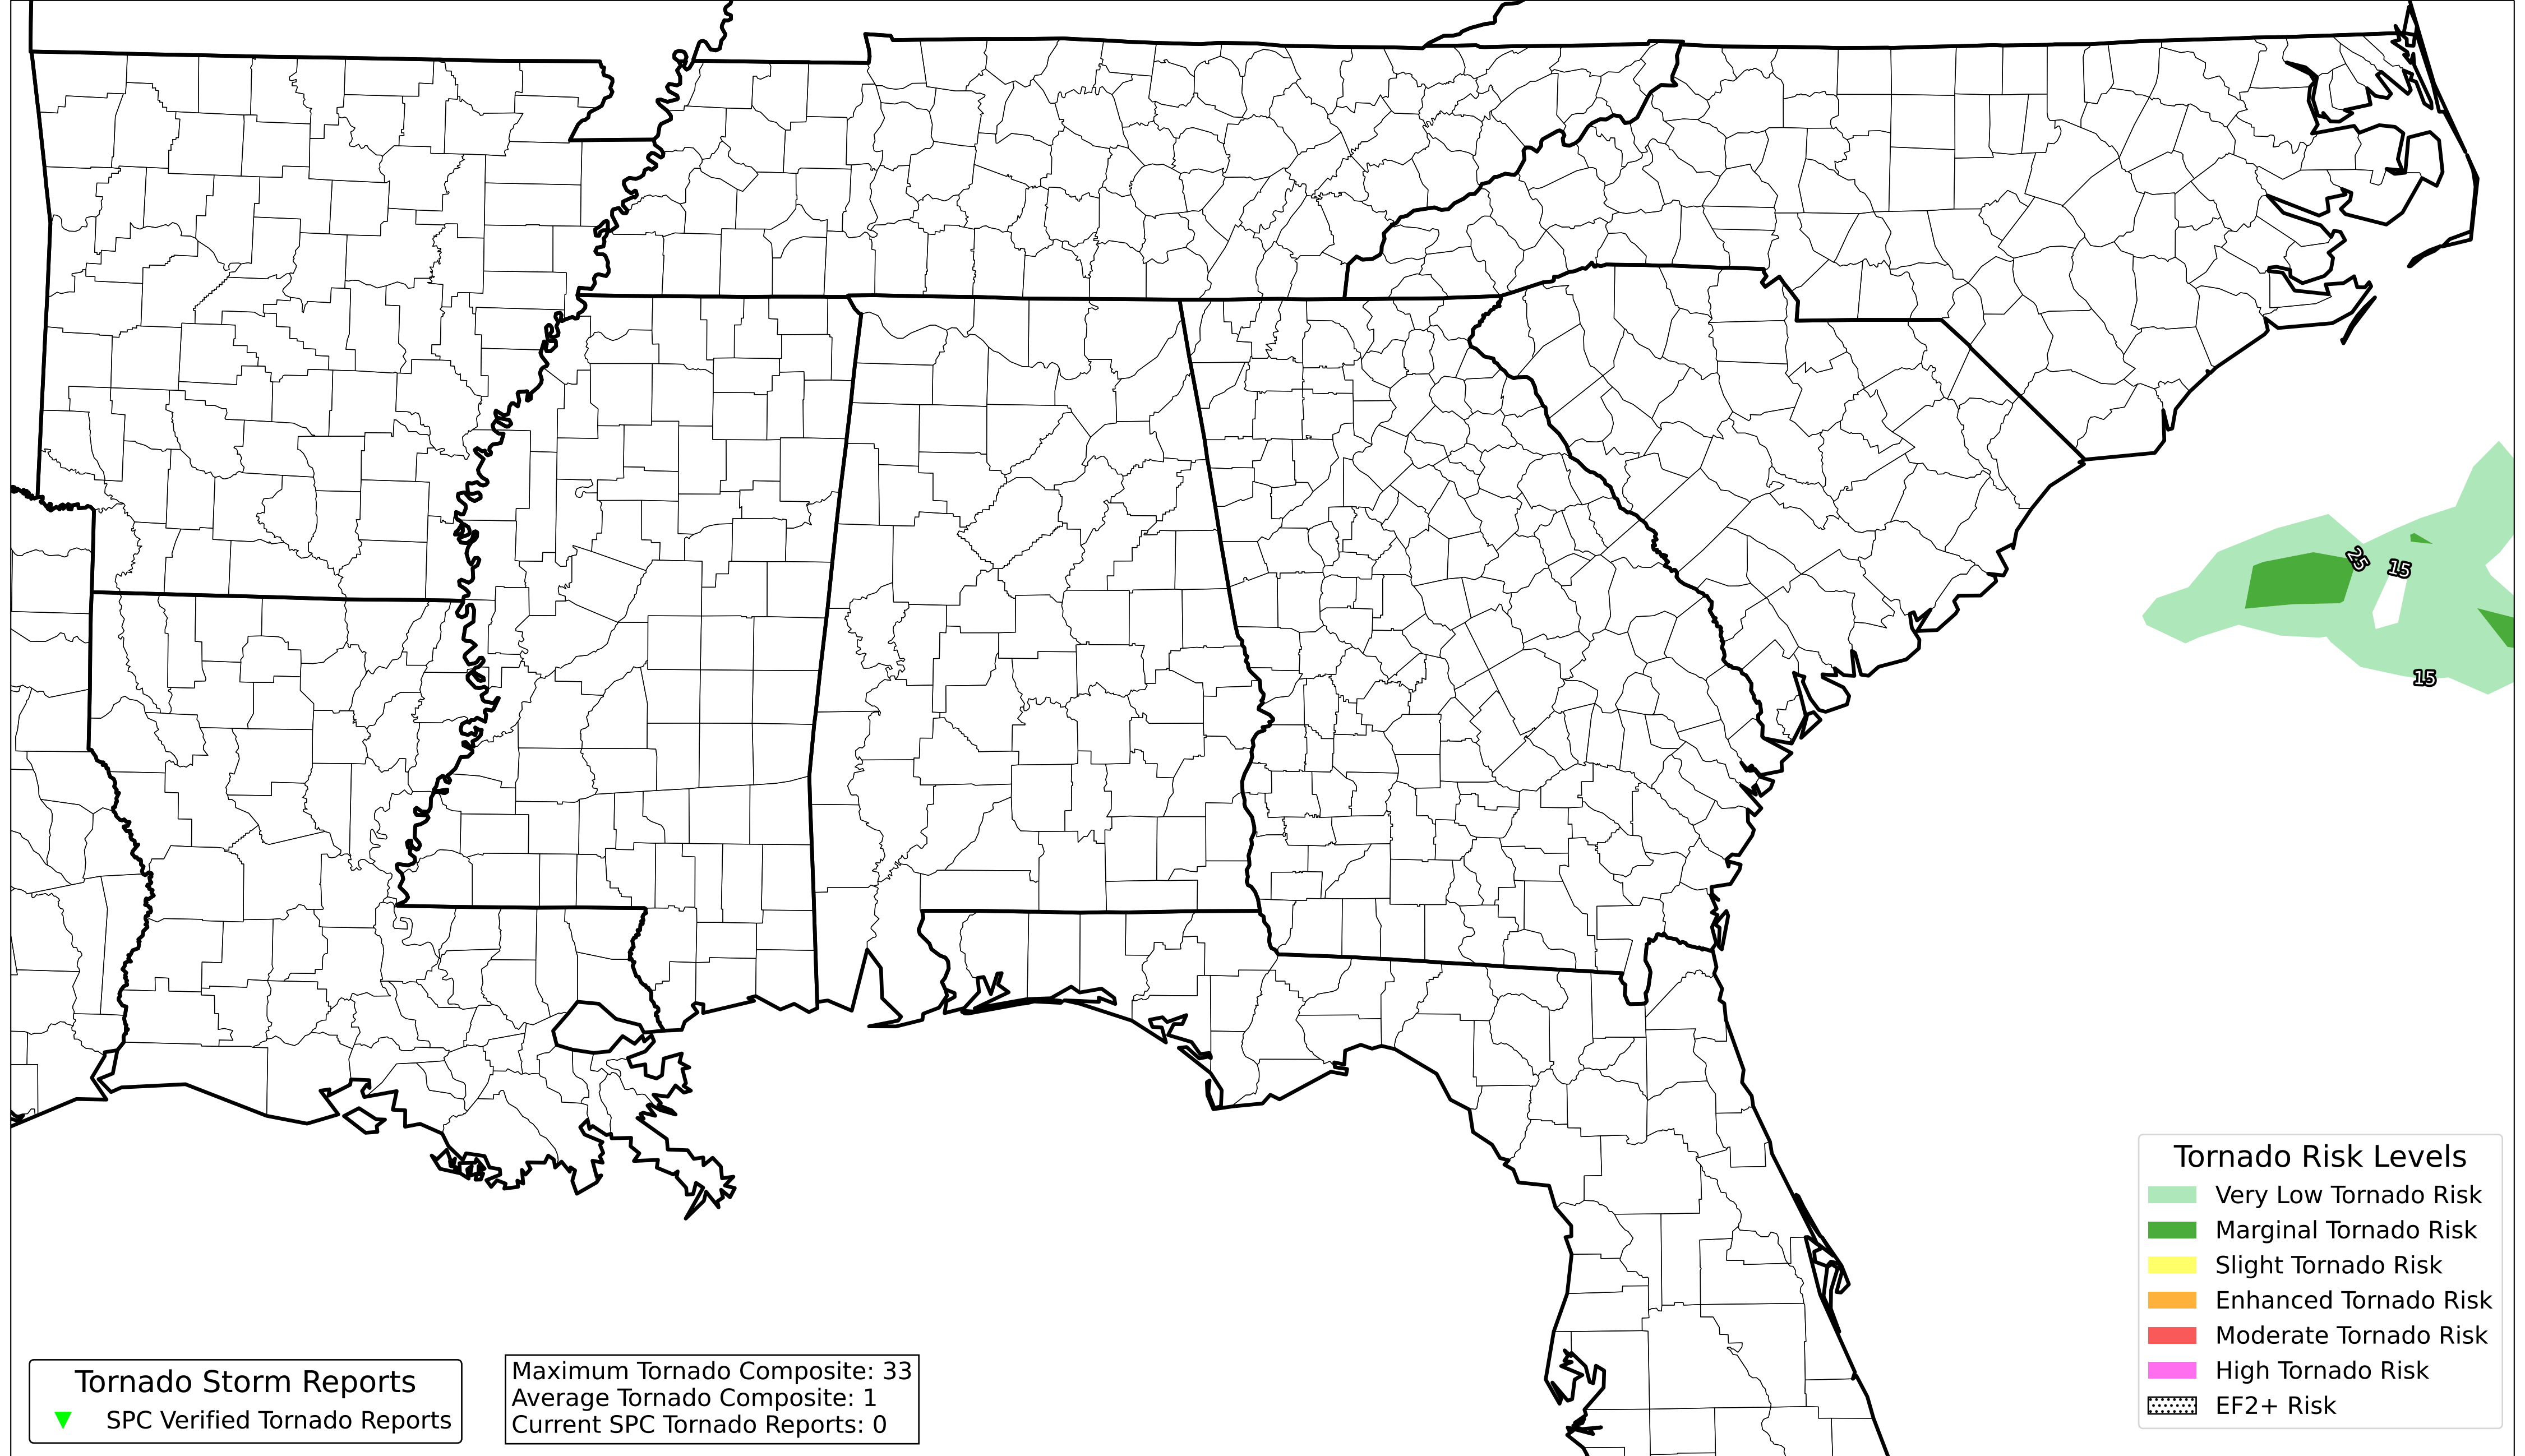 25
15
15
Tornado Risk Levels
Very Low Tornado Risk
Marginal Tornado Risk
Slight Tornado Risk
Enhanced Tornado Risk
Moderate Tornado Risk
High Tornado Risk
EF2+ Risk
Tornado Storm Reports
SPC Verified Tornado Reports
Maximum Tornado Composite: 33
Average Tornado Composite: 1
Current SPC Tornado Reports: 0